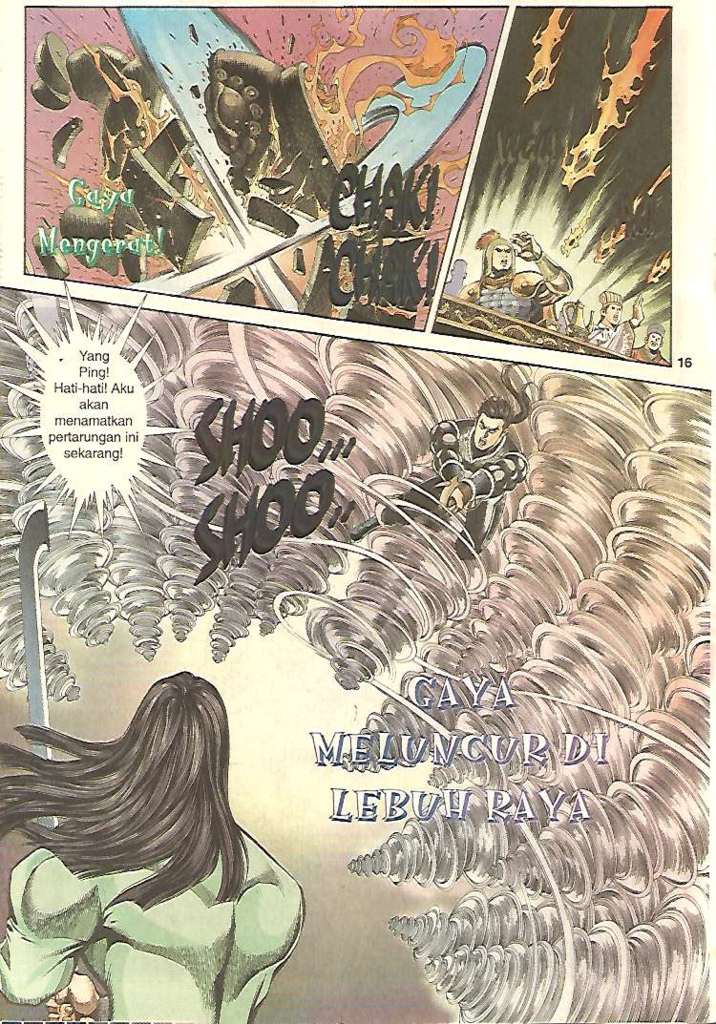 Gaya
Mengerat!
CHAK!
CHAK!
16
Yang
Ping!
Hati-hati! Aku
akan
menamatkan
pertarungan ini
sekarang!
SHOO...
SHOO..
GAYA
MELUNCUR DI
LEBUH RAYA